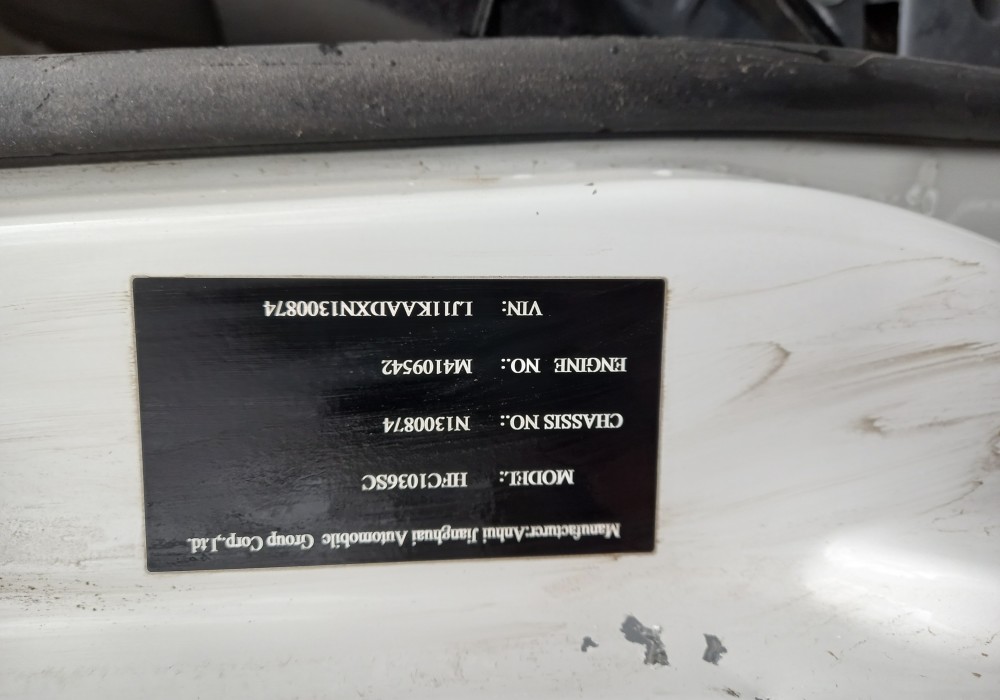 Manufacturer:Anhui Jianghuai Automobile Group Corp.,Ltd.
MODEL: HFC1036SC
CHASSIS NO.: N1300874
ENGINE NO.: M4109542
VIN: LJ11KAADXN1300874